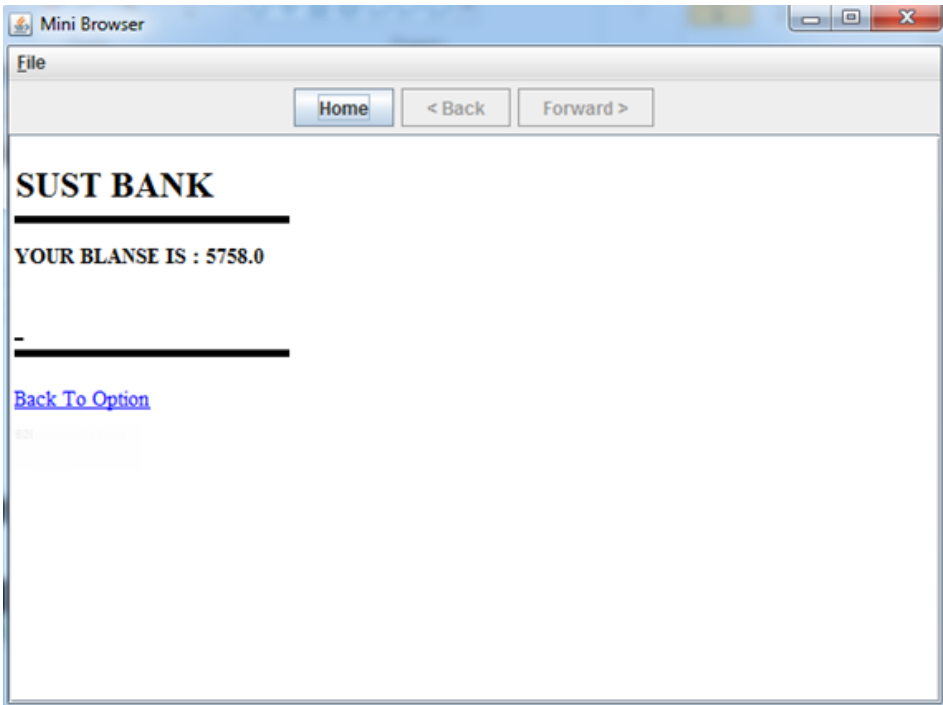 Mini Browser
File
Home < Back Forward >
SUST BANK
YOUR BLANSE IS : 5758.0
-
Back To Option